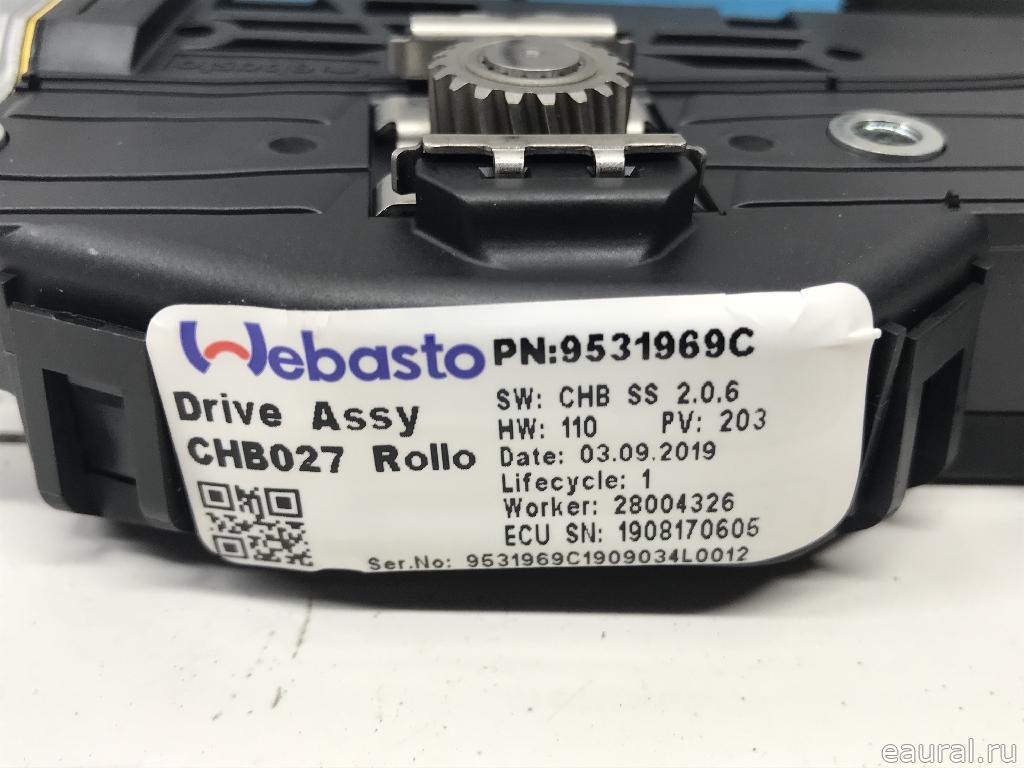 Webasto PN:9531969C
Drive Assy
CHB027 Rollo
SW: CHB SS 2.0.6
HW: 110 PV: 203
Date: 03.09.2019
Lifecycle: 1
Worker: 28004326
ECU SN: 1908170605
Ser.No: 9531969C1909034L0012
eaural.ru